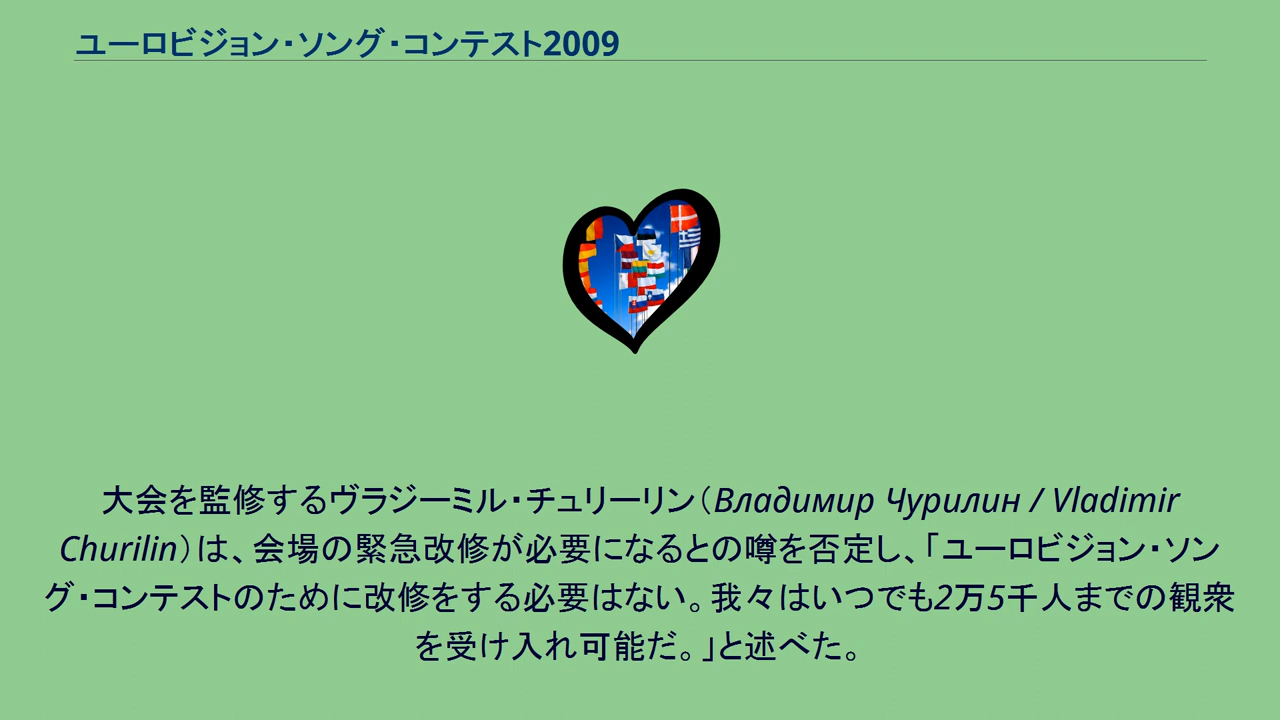 ユーロビジョン・ソング・コンテスト2009
大会を監修するヴラジーミル・チュリーリン（Владимир Чурилин / Vladimir
Churilin）は、会場の緊急改修が必要になるとの噂を否定し、「ユーロビジョン・ソン
グ・コンテストのために改修をする必要はない。我々はいつでも2万5千人までの観衆
を受け入れ可能だ。」と述べた。